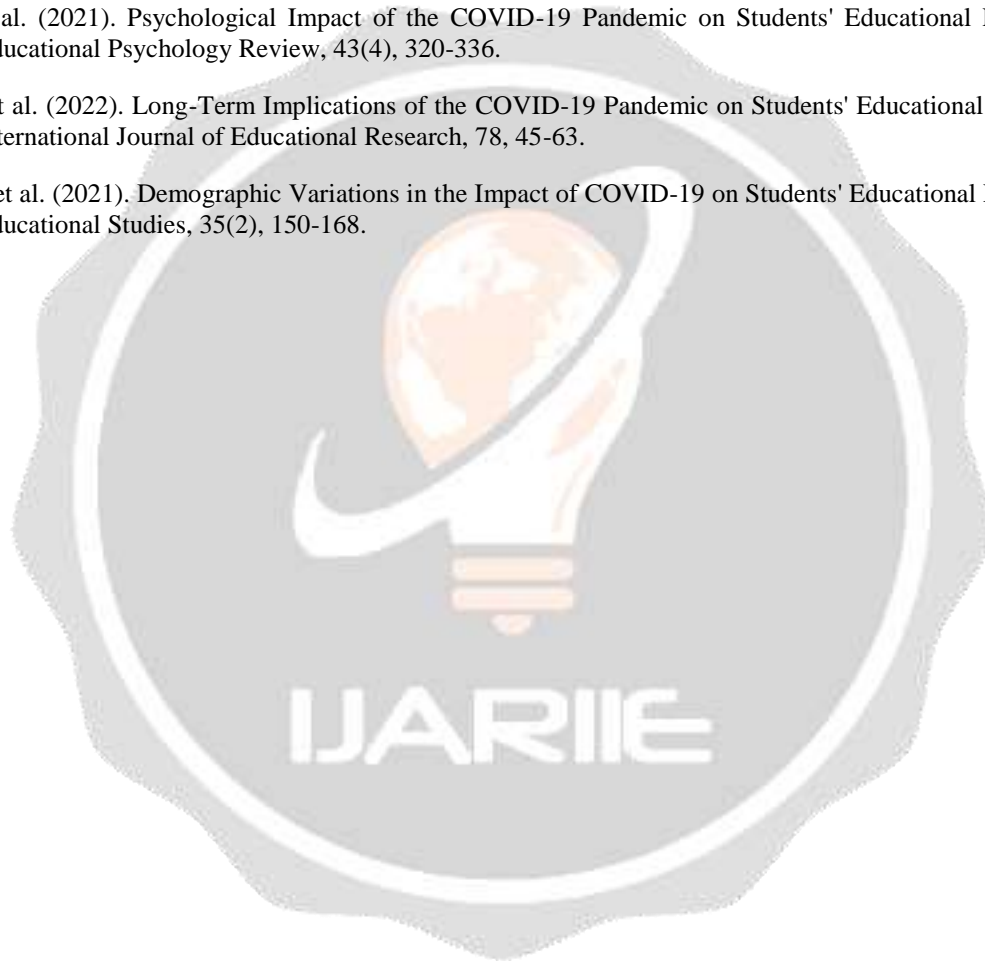 al. (2021). Psychological Impact of the COVID-19 Pandemic on Students' Educational
ducational Psychology Review, 43(4), 320-336.
et al. (2022). Long-Term Implications of the COVID-19 Pandemic on Students' Educational
ternational Journal of Educational Research, 78, 45-63.
et al. (2021). Demographic Variations in the Impact of COVID-19 on Students' Educational
ducational Studies, 35(2), 150-168.
IJARIIE